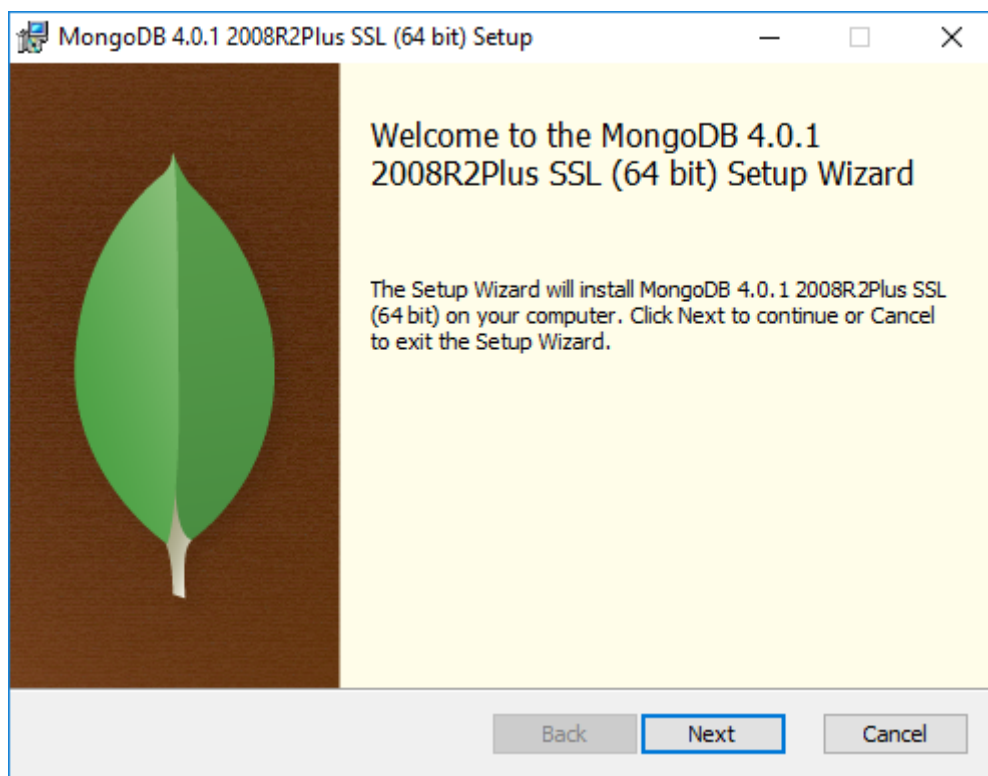 MongoDB 4.0.1 2008R2Plus SSL (64 bit) Setup
Welcome to the MongoDB 4.0.1
2008R2Plus SSL (64 bit) Setup Wizard
The Setup Wizard will install MongoDB 4.0.1 2008R2Plus SSL
(64 bit) on your computer. Click Next to continue or Cancel
to exit the Setup Wizard.
Back
Next
Cancel